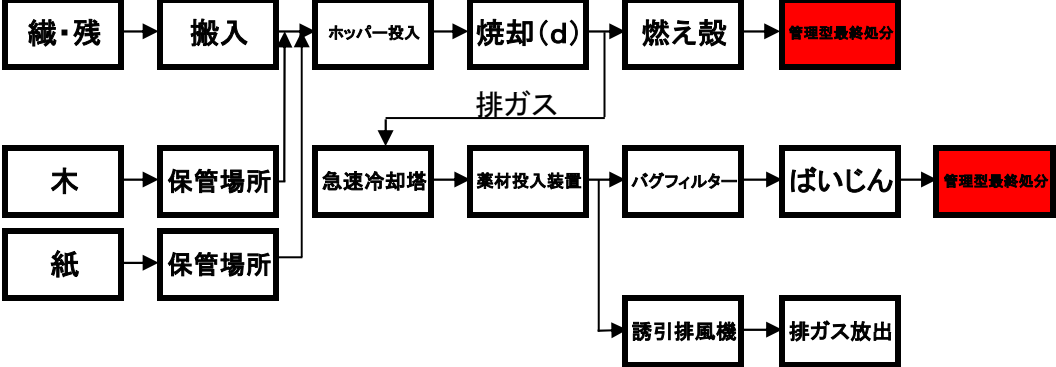 繊・残
搬入
ホッパー投入
焼却（ｄ）
燃え殻
管理型最終処分
排ガス
木
保管場所
急速冷却塔
薬材投入装置
バグフィルター
ばいじん
管理型最終処分
紙
保管場所
誘引排風機
排ガス放出